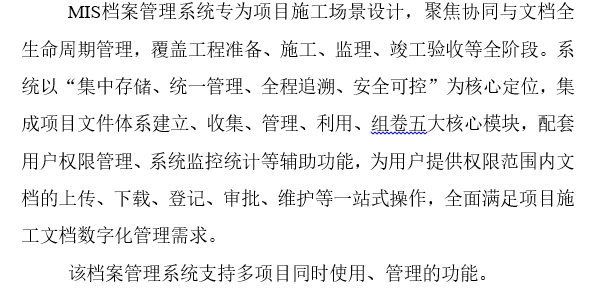 MIS档案管理系统专为项目施工场景设计，聚焦协同与文档全
生命周期管理，覆盖工程准备、施工、监理、竣工验收等全阶段。系
统以“集中存储、统一管理、全程追溯、安全可控”为核心定位，集
成项目文件体系建立、收集、管理、利用、组卷五大核心模块，配套
用户权限管理、系统监控统计等辅助功能，为用户提供权限范围内文
档的上传、下载、登记、审批、维护等一站式操作，全面满足项目施
工文档数字化管理需求。
该档案管理系统支持多项目同时使用、管理的功能。